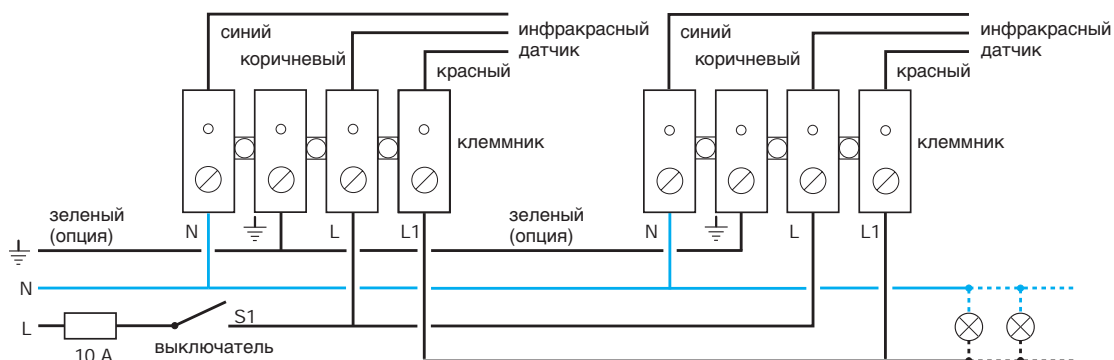 синий
инфракрасный
датчик
коричневый
красный
клеммник
синий
инфракрасный
датчик
коричневый
красный
клеммник
зеленый
(опция)
N
L
L1
зеленый
(опция)
N
L
L1
N
L
S1
10 A
выключатель